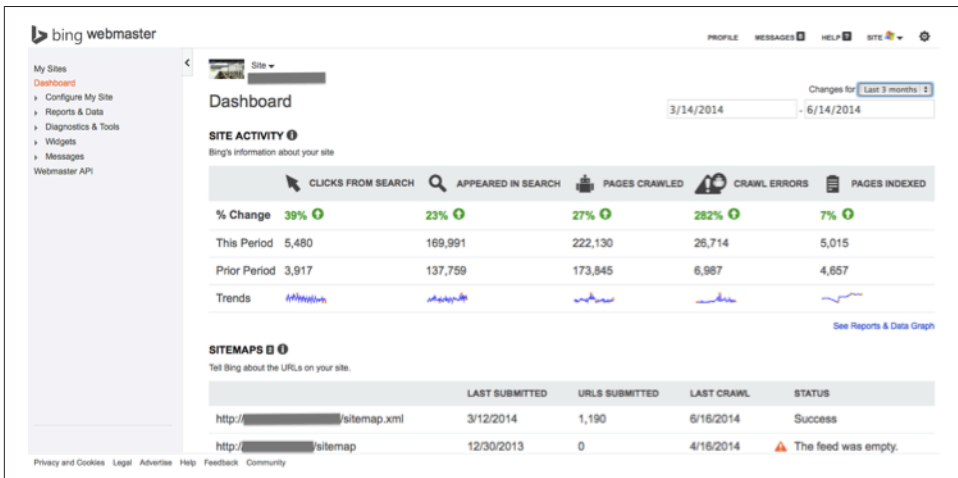 bing webmaster
PROFILE MESSAGES 0 HELP ? SITE
My Sites
Dashboard
Configure My Site
Reports & Data
Diagnostics & Tools
Widgets
Messages
Webmaster API
Site
Dashboard
Changes for Last 3 months
3/14/2014 - 6/14/2014
SITE ACTIVITY
Bing's information about your site
CLICKS FROM SEARCH APPEARED IN SEARCH PAGES CRAWLED CRAWL ERRORS PAGES INDEXED
% Change 39% 23% 27% 282% 7%
This Period 5,480 169,991 222,130 26,714 5,015
Prior Period 3,917 137,759 173,845 6,987 4,657
Trends
See Reports & Data Graph
SITEMAPS
Tell Bing about the URLs on your site.
LAST SUBMITTED URLS SUBMITTED LAST CRAWL STATUS
http:// /sitemap.xml 3/12/2014 1,190 6/16/2014 Success
http:// /sitemap 12/30/2013 0 4/16/2014 The feed was empty.
Privacy and Cookies Legal Advertise Help Feedback Community